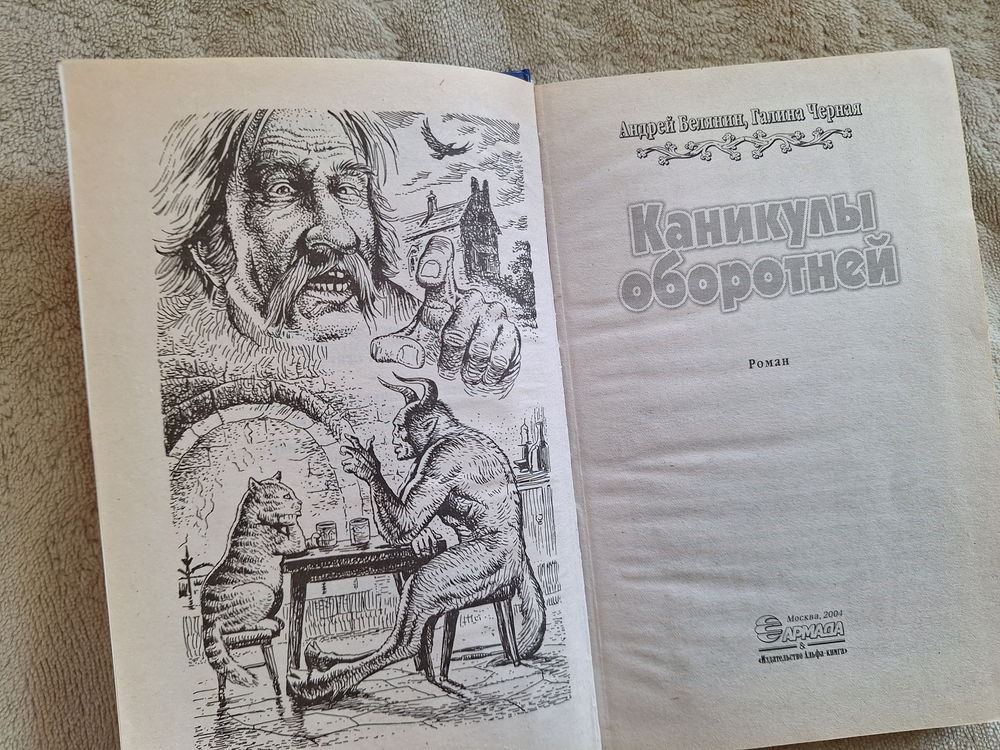 Андрей Белянин, Галина Черная
Каникулы
оборотней
Роман
Москва, 2004
АРМАДА
&
«Издательство Альфа-книга»